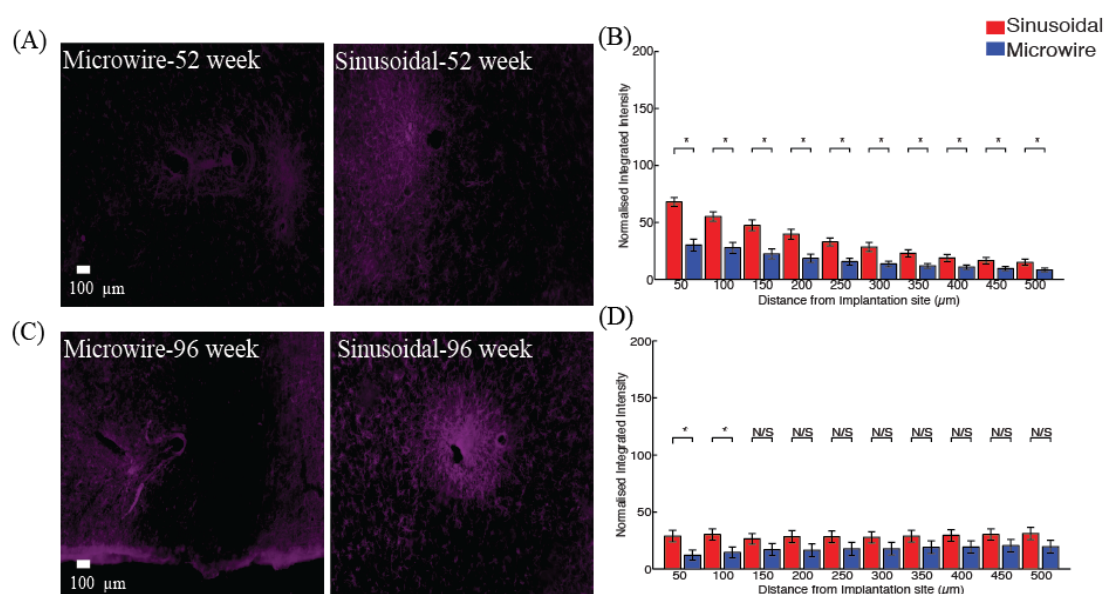 (A)
Microwire-52 week
Sinusoidal-52 week
100 µm
(B)
Sinusoidal
Microwire
200
150
100
50
0
Normalised Integrated Intensity
* * * * * * * * * *
50 100 150 200 250 300 350 400 450 500
Distance from Implantation site (µm)
(C)
Microwire-96 week
Sinusoidal-96 week
100 µm
(D)
200
150
100
50
0
Normalised Integrated Intensity
* * N/S N/S N/S N/S N/S N/S N/S N/S
50 100 150 200 250 300 350 400 450 500
Distance from Implantation site (µm)